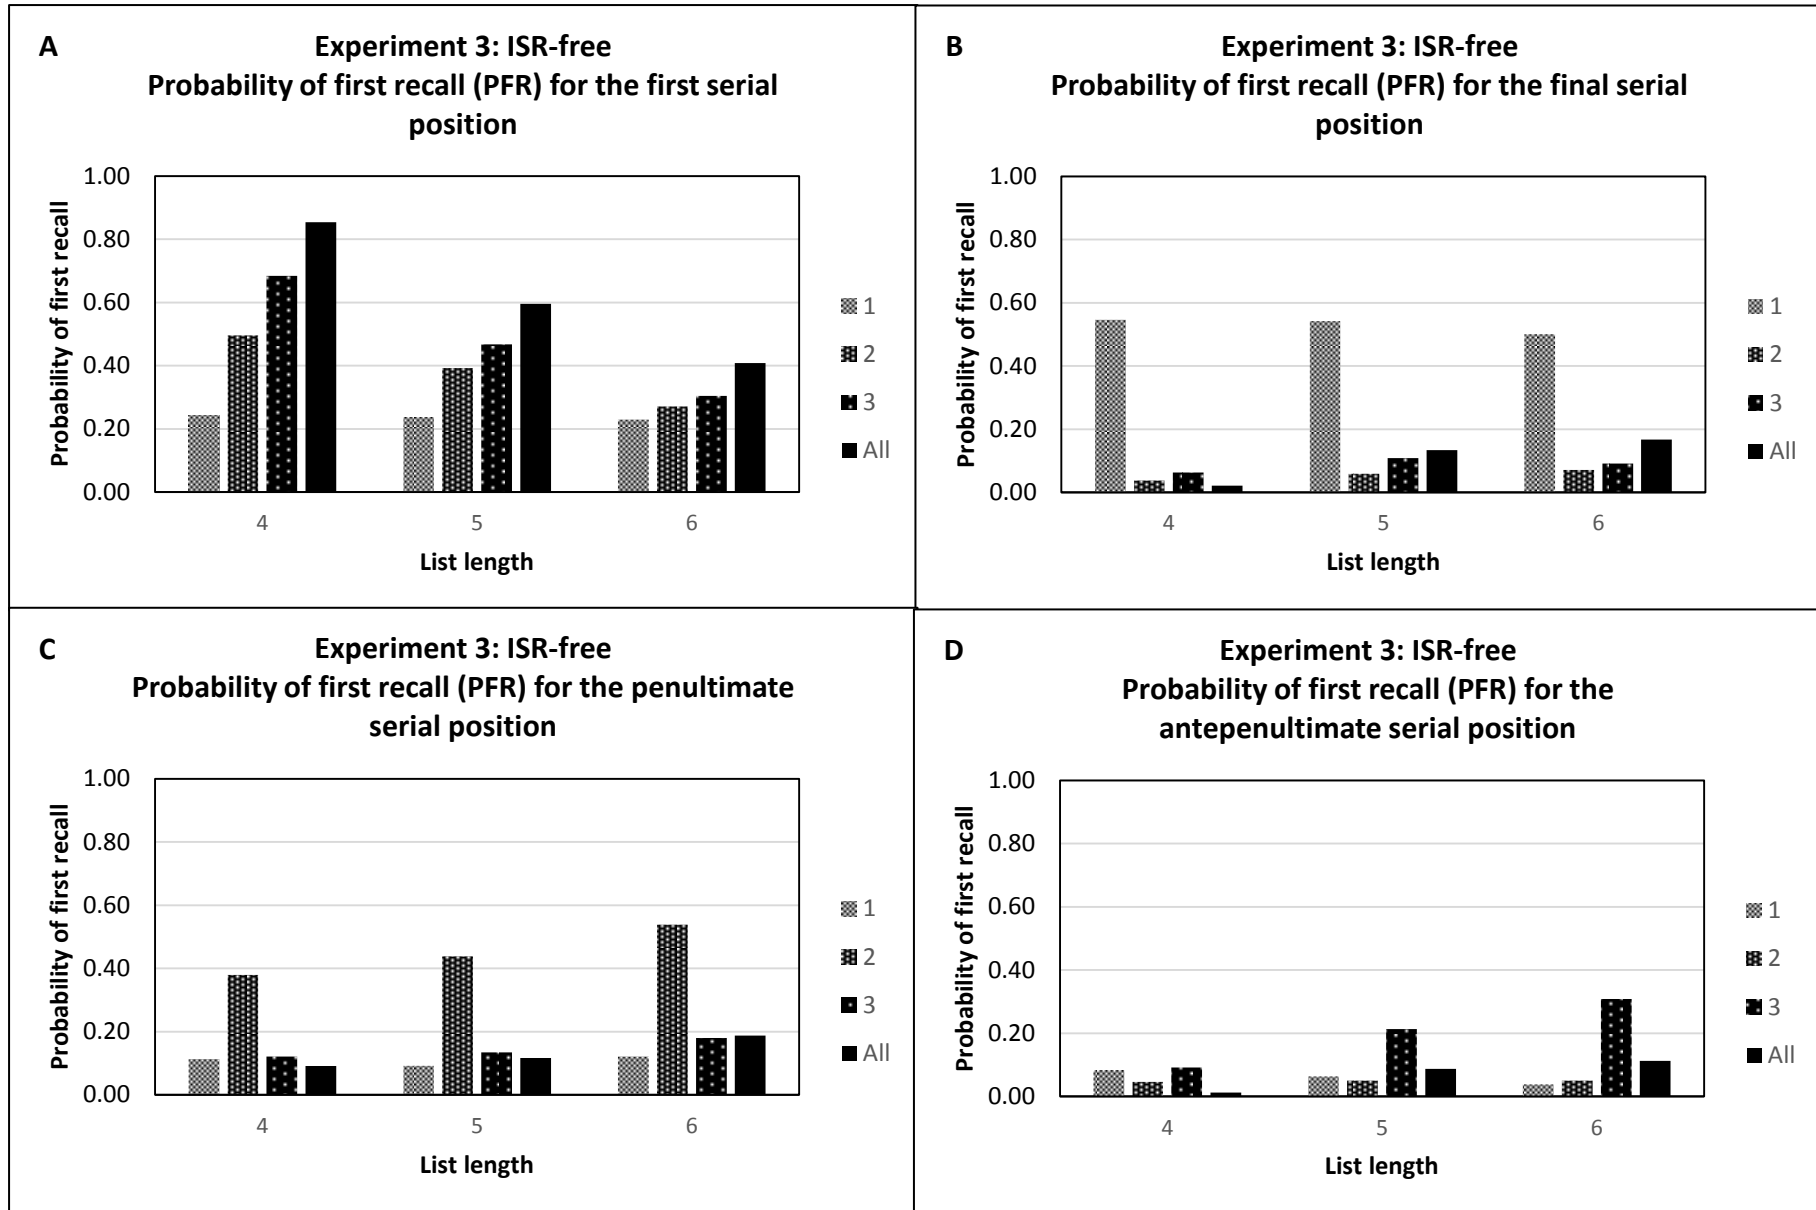 A
Experiment 3: ISR-free
Probability of first recall (PFR) for the first serial
position
Probability of first recall
1.00
0.80
0.60
0.40
0.20
0.00
4 5 6
List length
1
2
3
All
B
Experiment 3: ISR-free
Probability of first recall (PFR) for the final serial
position
Probability of first recall
1.00
0.80
0.60
0.40
0.20
0.00
4 5 6
List length
1
2
3
All
C
Experiment 3: ISR-free
Probability of first recall (PFR) for the penultimate
serial position
Probability of first recall
1.00
0.80
0.60
0.40
0.20
0.00
4 5 6
List length
1
2
3
All
D
Experiment 3: ISR-free
Probability of first recall (PFR) for the
antepenultimate serial position
Probability of first recall
1.00
0.80
0.60
0.40
0.20
0.00
4 5 6
List length
1
2
3
All